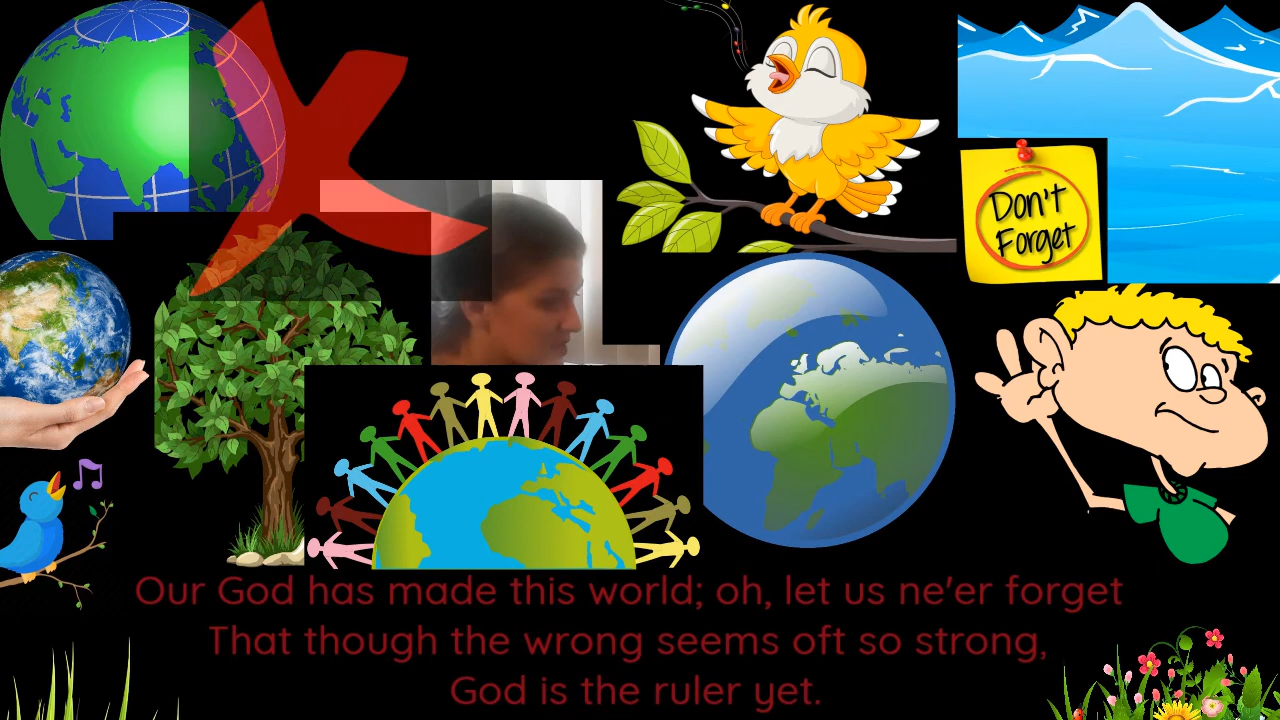 Don't
Forget
Our God has made this world; oh, let us ne'er forget
That though the wrong seems oft so strong,
God is the ruler yet.